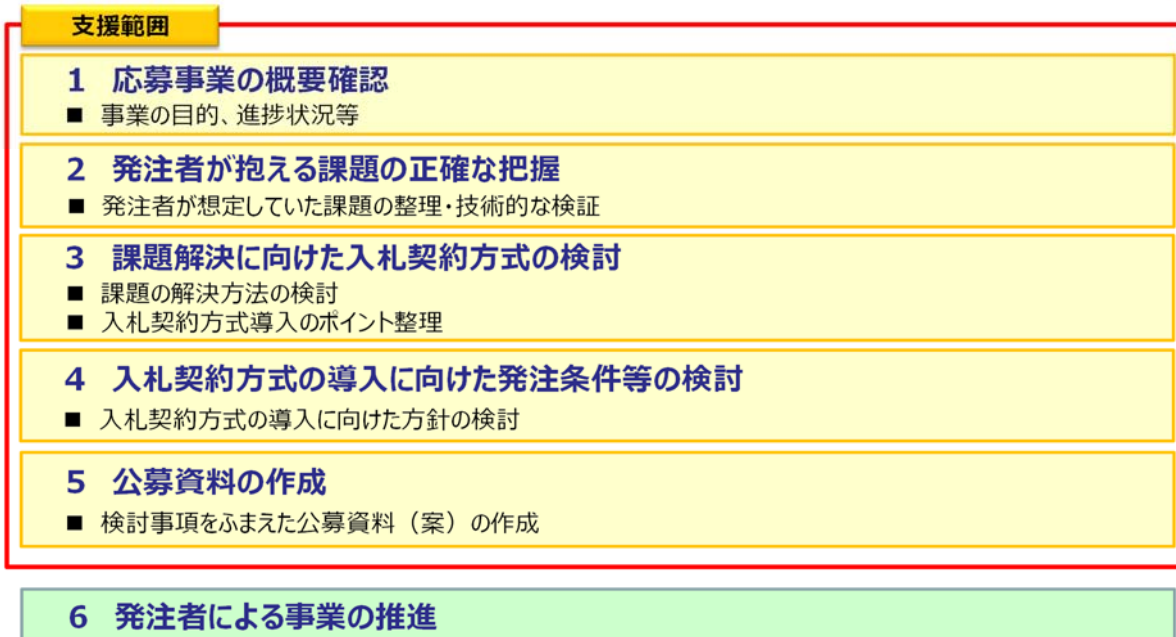 支援範囲
1 応募事業の概要確認
■ 事業の目的、進捗状況等
2 発注者が抱える課題の正確な把握
■ 発注者が想定していた課題の整理・技術的な検証
3 課題解決に向けた入札契約方式の検討
■ 課題の解決方法の検討
■ 入札契約方式導入のポイント整理
4 入札契約方式の導入に向けた発注条件等の検討
■ 入札契約方式の導入に向けた方針の検討
5 公募資料の作成
■ 検討事項をふまえた公募資料（案）の作成
6 発注者による事業の推進